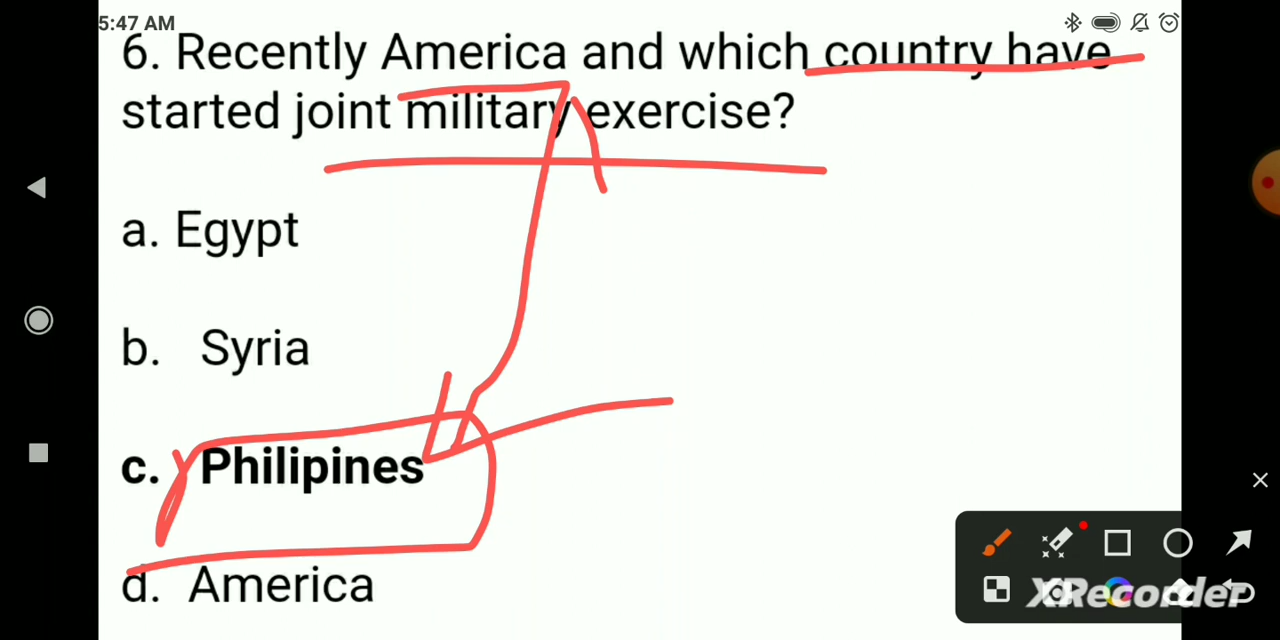 5:47 AM
6. Recently America and which country have
started joint military exercise?
a. Egypt
b. Syria
c. Philipines
d. America
XRecorder